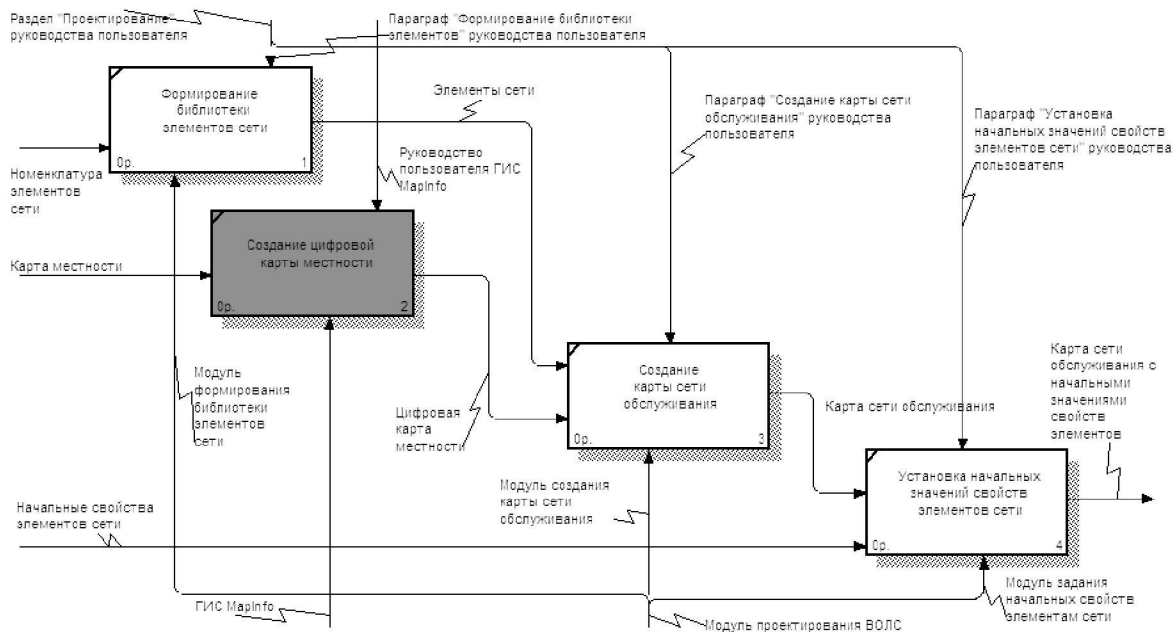 Раздел "Проектирование"
руководства пользователя
Параграф "Формирование библиотеки
элементов" руководства пользователя
Формирование
библиотеки
элементов сети
0р.
1
Элементы сети
Параграф "Создание карты сети
обслуживания" руководства
пользователя
Параграф "Установка
начальных значений свойств
элементов сети" руководства
пользователя
Номенклатура
элементов
сети
Руководство
пользователя ГИС
MapInfo
Создание цифровой
карты местности
0р.
2
Карта местности
Модуль
формирования
библиотеки
элементов
сети
Цифровая
карта
местности
Создание
карты сети
обслуживания
0р.
3
Карта сети обслуживания
Карта сети
обслуживания с
начальными
значениями
свойств
элементов
Установка начальных
значений свойств
элементов сети
0р.
4
Модуль создания
карты сети
обслуживания
Начальные свойства
элементов сети
ГИС MapInfo
Модуль проектирования ВОЛС
Модуль задания
начальных свойств
элементам сети